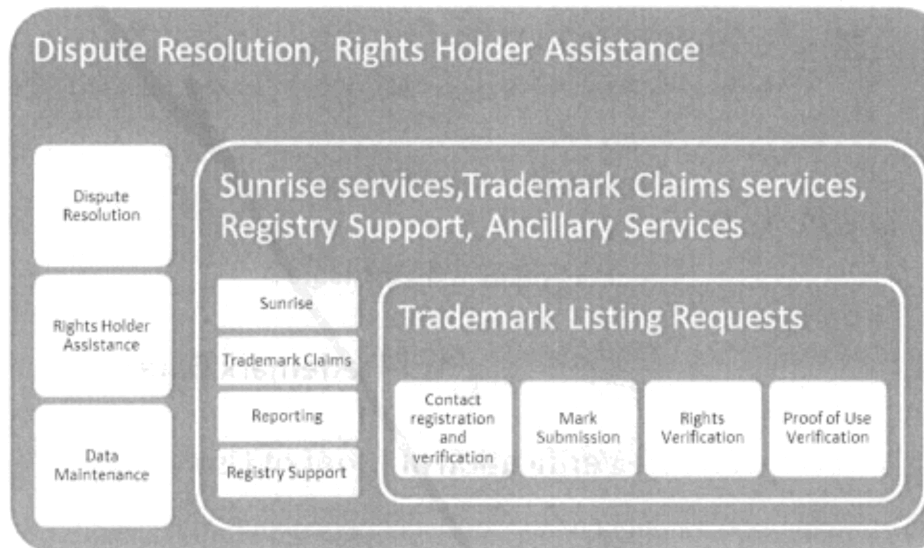 Dispute Resolution, Rights Holder Assistance
Dispute
Resolution
Rights Holder
Assistance
Data
Maintenance
Sunrise services,Trademark Claims services,
Registry Support, Ancillary Services
Sunrise
Trademark Claims
Reporting
Registry Support
Trademark Listing Requests
Contact
registration
and
verification
Mark
Submission
Rights
Verification
Proof of Use
Verification